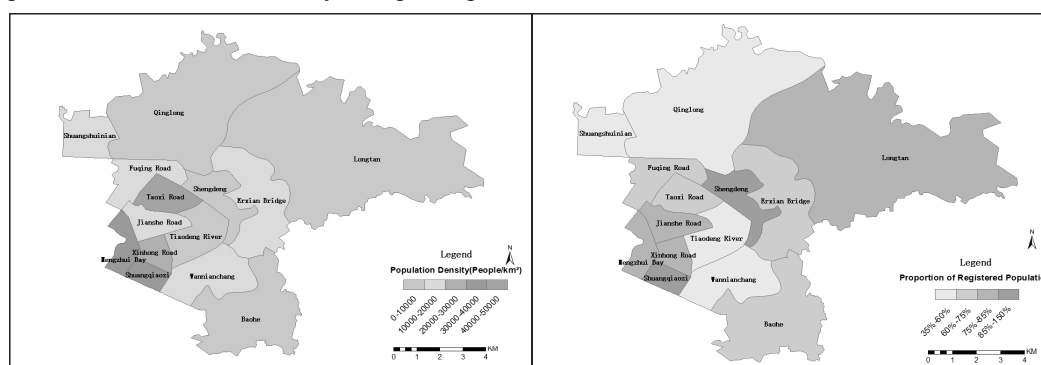 Qinglong
Shuangshuinian
Longtan
Fuqing Road
Shengdeng
Taoxi Road
Erxian Bridge
Jianshe Road
Tiaodeng River
Xinhong Road
Mengzhui Bay
Shuangqiaozi
Wannianchang
Baohe
N
Legend
Population Density(People/km²)
0-10000
10000-20000
20000-30000
30000-40000
40000-50000
KM
0 1 2 3 4
Qinglong
Shuangshuinian
Longtan
Fuqing Road
Shengdeng
Taoxi Road
Erxian Bridge
Jianshe Road
Tiaodeng River
Xinhong Road
Mengzhui Bay
Shuangqiaozi
Wannianchang
Baohe
N
Legend
Proportion of Registered Populati
35%-60%
60%-75%
75%-85%
85%-150%
KM
0 1 2 3 4